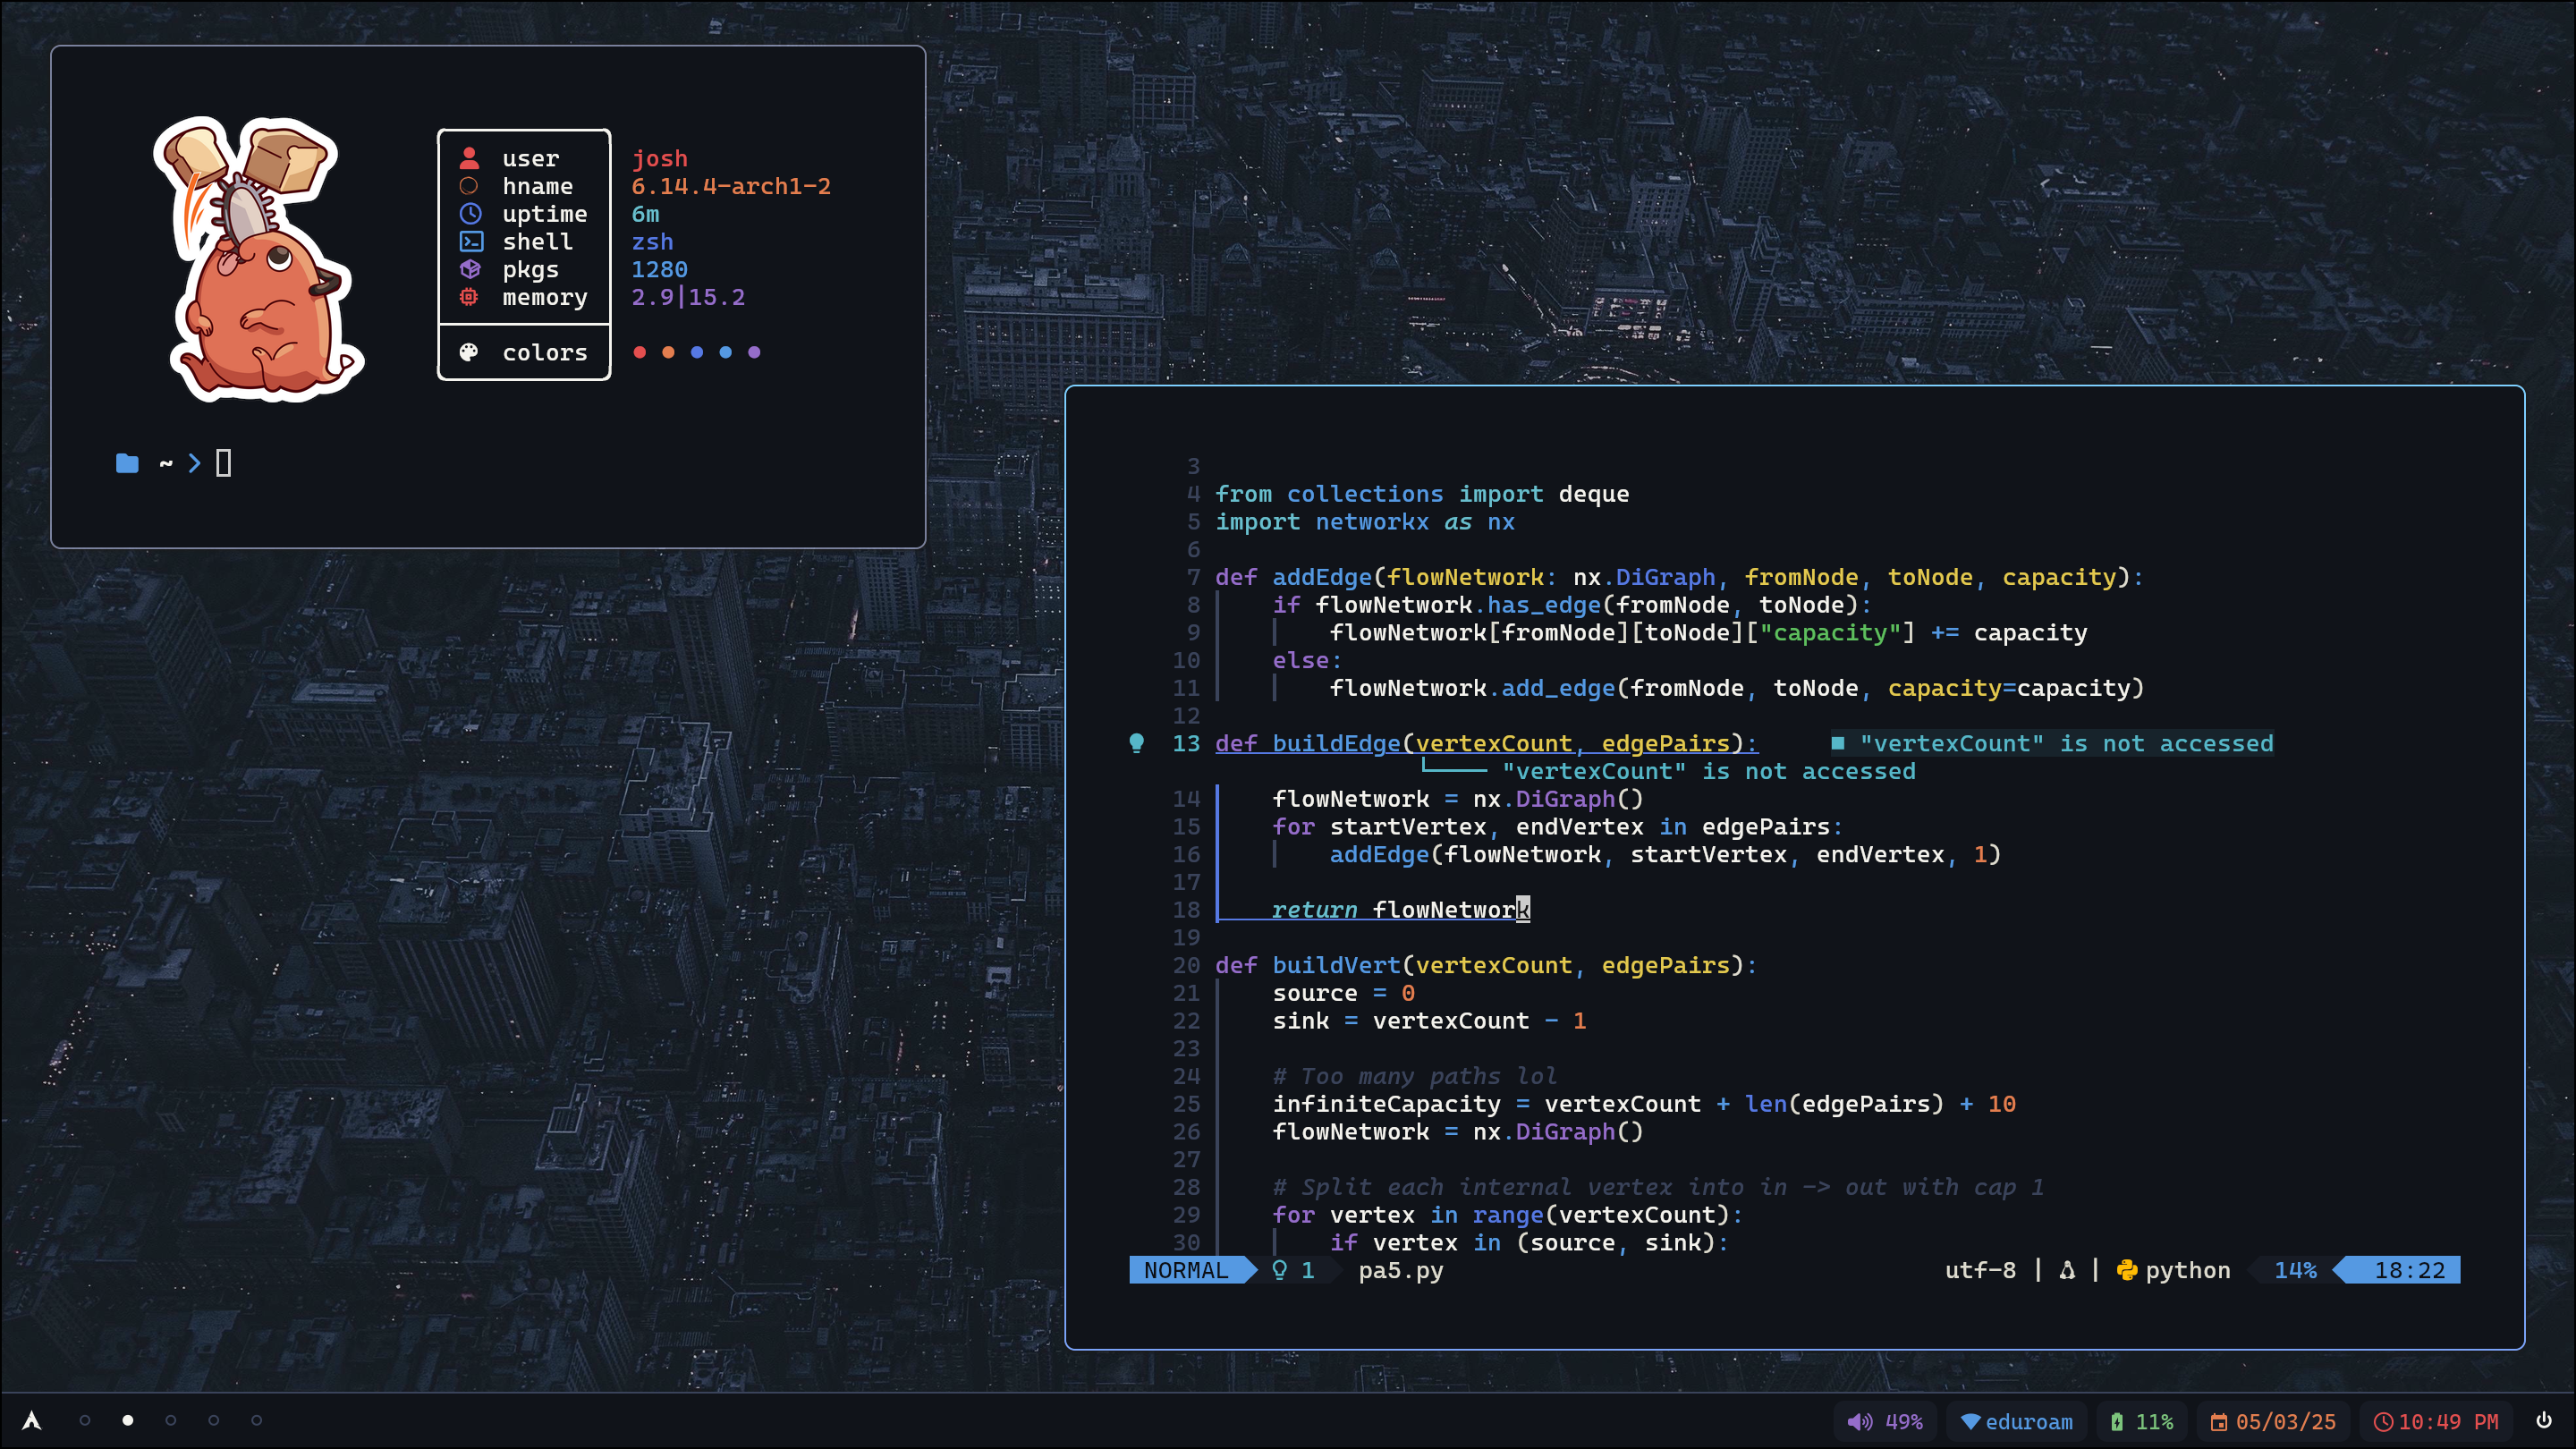 user josh
hname 6.14.4-arch1-2
uptime 6m
shell zsh
pkgs 1280
memory 2.9|15.2
colors
~ >
3
4 from collections import deque
5 import networkx as nx
6
7 def addEdge(flowNetwork: nx.DiGraph, fromNode, toNode, capacity):
8     if flowNetwork.has_edge(fromNode, toNode):
9         flowNetwork[fromNode][toNode]["capacity"] += capacity
10     else:
11         flowNetwork.add_edge(fromNode, toNode, capacity=capacity)
12
13 def buildEdge(vertexCount, edgePairs):     ■ "vertexCount" is not accessed
└──── "vertexCount" is not accessed
14     flowNetwork = nx.DiGraph()
15     for startVertex, endVertex in edgePairs:
16         addEdge(flowNetwork, startVertex, endVertex, 1)
17
18     return flowNetwork
19
20 def buildVert(vertexCount, edgePairs):
21     source = 0
22     sink = vertexCount - 1
23
24     # Too many paths lol
25     infiniteCapacity = vertexCount + len(edgePairs) + 10
26     flowNetwork = nx.DiGraph()
27
28     # Split each internal vertex into in -> out with cap 1
29     for vertex in range(vertexCount):
30         if vertex in (source, sink):
NORMAL 1 pa5.py utf-8 | | python 14% 18:22
49% eduroam 11% 05/03/25 10:49 PM